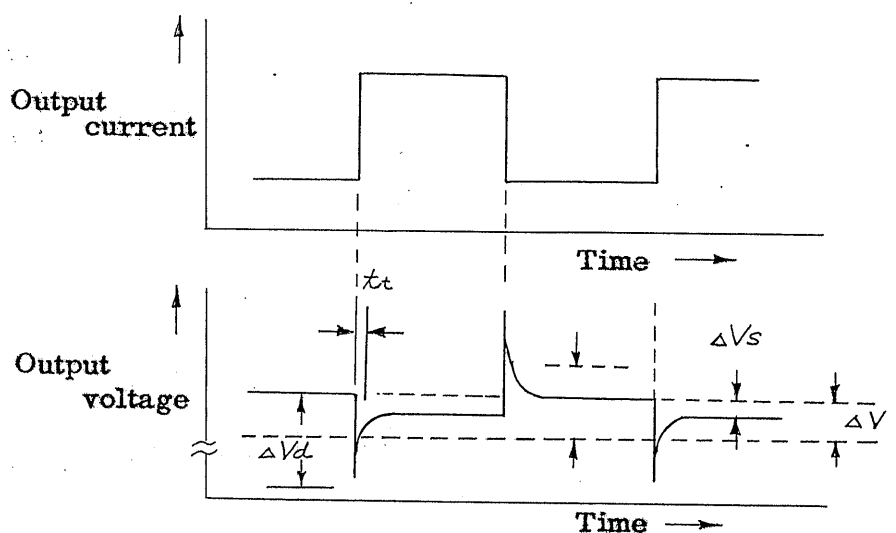 Output
current
Time
tt
Output
voltage
ΔVs
ΔV
ΔVd
Time